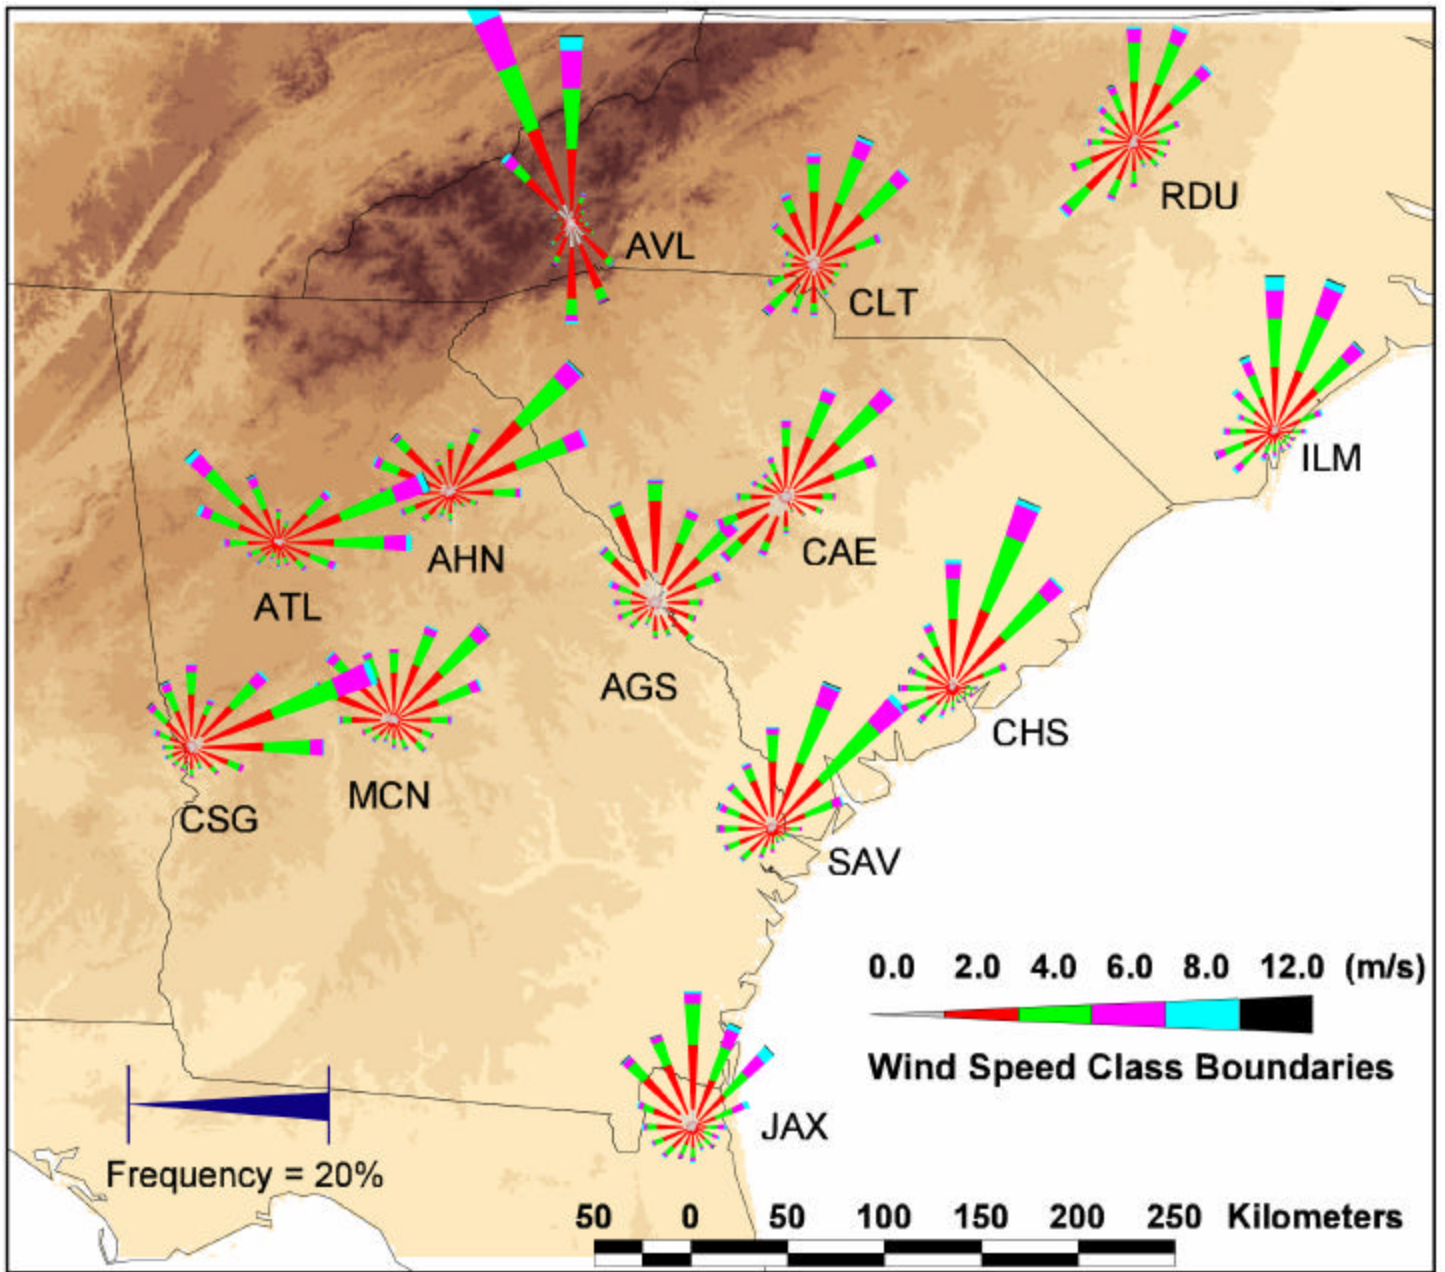 RDU
AVL
CLT
ILM
AHN
CAE
ATL
AGS
CHS
MCN
CSG
SAV
0.0 2.0 4.0 6.0 8.0 12.0 (m/s)
Wind Speed Class Boundaries
JAX
Frequency = 20%
50 0 50 100 150 200 250 Kilometers